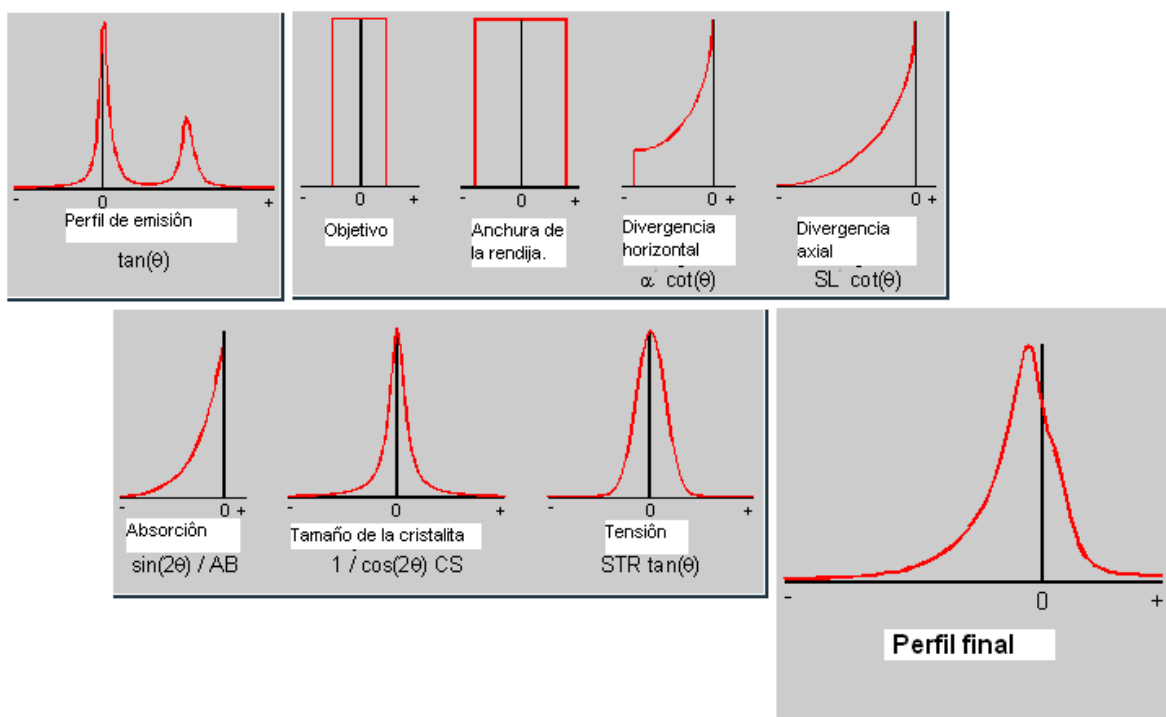 - 0 +
Perfil de emisión
tan(θ)
- 0 +
Objetivo
- 0 +
Anchura de
la rendija.
- 0 +
Divergencia
horizontal
α cot(θ)
- 0 +
Divergencia
axial
SL cot(θ)
- 0 +
Absorción
sin(2θ) / AB
- 0 +
Tamaño de la cristalita
1 / cos(2θ) CS
- 0 +
Tensión
STR tan(θ)
- 0 +
Perfil final